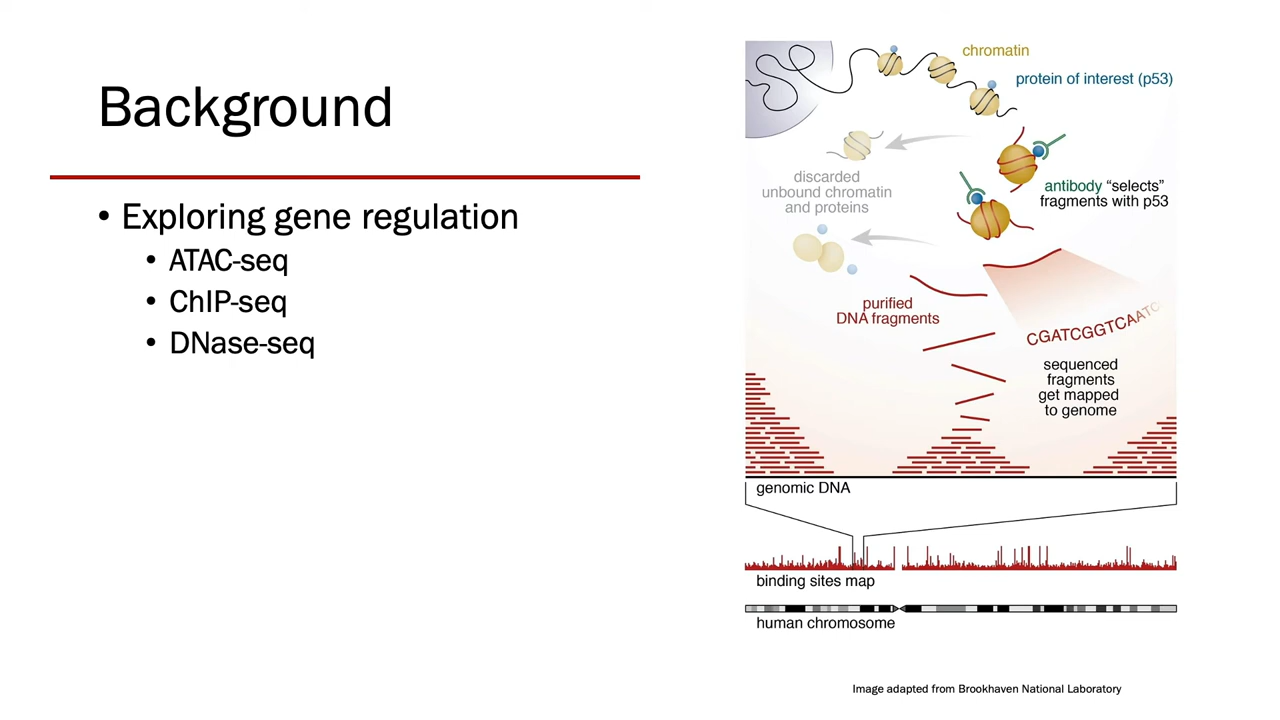 Background
• Exploring gene regulation
• ATAC-seq
• ChIP-seq
• DNase-seq
chromatin
protein of interest (p53)
discarded
unbound chromatin
and proteins
antibody “selects”
fragments with p53
purified
DNA fragments
CGATCGGTCAATC
sequenced
fragments
get mapped
to genome
genomic DNA
binding sites map
human chromosome
Image adapted from Brookhaven National Laboratory